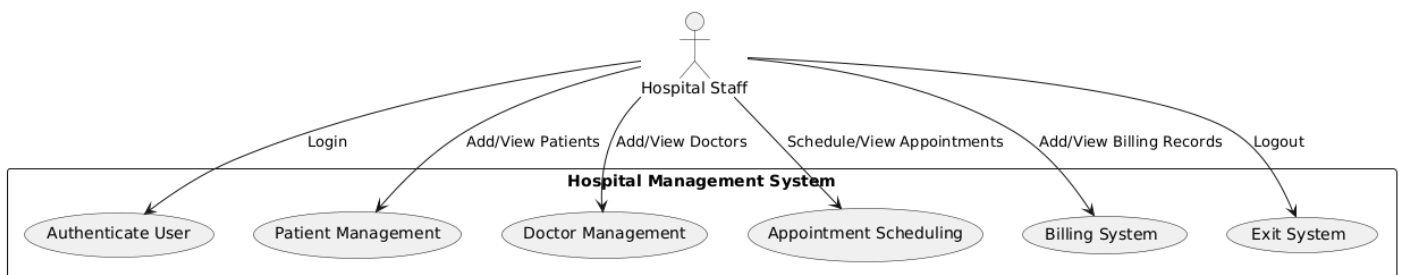 Hospital Staff
Login
Add/View Patients
Add/View Doctors
Schedule/View Appointments
Add/View Billing Records
Logout
Hospital Management System
Authenticate User
Patient Management
Doctor Management
Appointment Scheduling
Billing System
Exit System